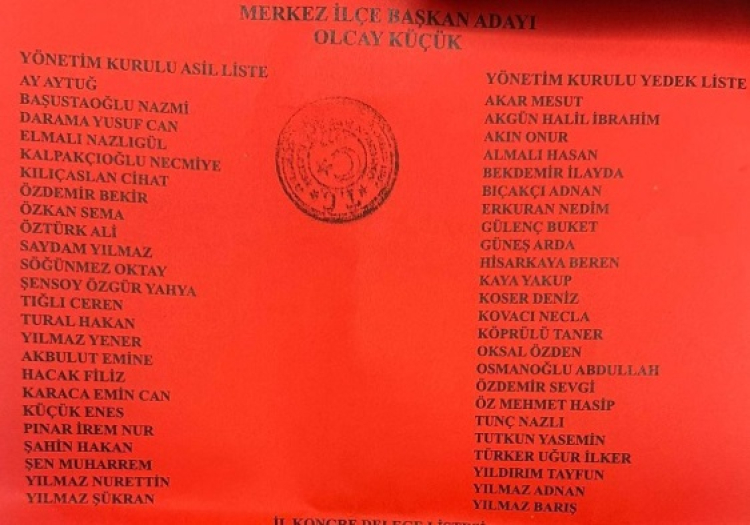 MERKEZ İLÇE BAŞKAN ADAYI
OLCAY KÜÇÜK
YÖNETİM KURULU ASİL LİSTE
AY AYTUĞ
BAŞUSTAOĞLU NAZMİ
DARAMA YUSUF CAN
ELMALI NAZLIGÜL
KALPAKÇIOĞLU NECMİYE
KILIÇASLAN CİHAT
ÖZDEMİR BEKİR
ÖZKAN SEMA
ÖZTÜRK ALİ
SAYDAM YILMAZ
SÖĞÜNMEZ OKTAY
ŞENSOY ÖZGÜR YAHYA
TIĞLI CEREN
TURAL HAKAN
YILMAZ YENER
AKBULUT EMİNE
HACAK FİLİZ
KARACA EMİN CAN
KÜÇÜK ENES
PINAR İREM NUR
ŞAHİN HAKAN
ŞEN MUHARREM
YILMAZ NURETTİN
YILMAZ ŞÜKRAN
YÖNETİM KURULU YEDEK LİSTE
AKAR MESUT
AKGÜN HALİL İBRAHİM
AKIN ONUR
ALMALI HASAN
BEKDEMİR İLAYDA
BIÇAKÇI ADNAN
ERKURAN NEDİM
GÜLENÇ BUKET
GÜNEŞ ARDA
HİSARKAYA BEREN
KAYA YAKUP
KOSER DENİZ
KOVACI NECLA
KÖPRÜLÜ TANER
OKSAL ÖZDEN
OSMANOĞLU ABDULLAH
ÖZDEMİR SEVGİ
ÖZ MEHMET HASİP
TUNÇ NAZLI
TUTKUN YASEMİN
TÜRKER UĞUR İLKER
YILDIRIM TAYFUN
YILMAZ ADNAN
YILMAZ BARIŞ
İL KONGRE DELEGE LİSTESİ